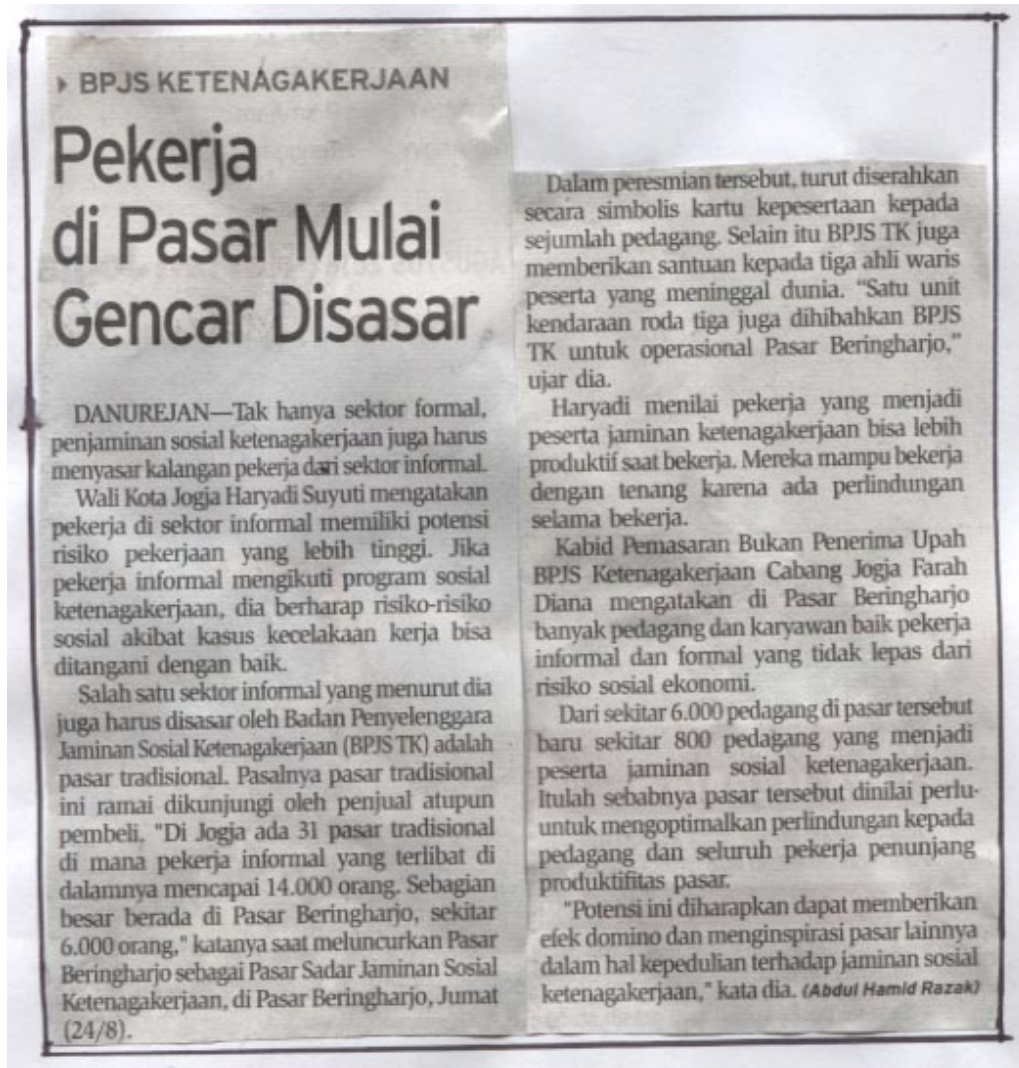 BPJS KETENAGAKERJAAN
Pekerja
di Pasar Mulai
Gencar Disasar
DANUREJAN—Tak hanya sektor formal,
penjaminan sosial ketenagakerjaan juga harus
menyasar kalangan pekerja dari sektor informal.
Wali Kota Jogja Haryadi Suyuti mengatakan
pekerja di sektor informal memiliki potensi
risiko pekerjaan yang lebih tinggi. Jika
pekerja informal mengikuti program sosial
ketenagakerjaan, dia berharap risiko-risiko
sosial akibat kasus kecelakaan kerja bisa
ditangani dengan baik.
Salah satu sektor informal yang menurut dia
juga harus disasar oleh Badan Penyelenggara
Jaminan Sosial Ketenagakerjaan (BPJS TK) adalah
pasar tradisional. Pasalnya pasar tradisional
ini ramai dikunjungi oleh penjual atupun
pembeli. "Di Jogja ada 31 pasar tradisional
di mana pekerja informal yang terlibat di
dalamnya mencapai 14.000 orang. Sebagian
besar berada di Pasar Beringharjo, sekitar
6.000 orang," katanya saat meluncurkan Pasar
Beringharjo sebagai Pasar Sadar Jaminan Sosial
Ketenagakerjaan, di Pasar Beringharjo, Jumat
(24/8).
Dalam peresmian tersebut, turut diserahkan
secara simbolis kartu kepesertaan kepada
sejumlah pedagang. Selain itu BPJS TK juga
memberikan santuan kepada tiga ahli waris
peserta yang meninggal dunia. "Satu unit
kendaraan roda tiga juga dihibahkan BPJS
TK untuk operasional Pasar Beringharjo,"
ujar dia.
Haryadi menilai pekerja yang menjadi
peserta jaminan ketenagakerjaan bisa lebih
produktif saat bekerja. Mereka mampu bekerja
dengan tenang karena ada perlindungan
selama bekerja.
Kabid Pemasaran Bukan Penerima Upah
BPJS Ketenagakerjaan Cabang Jogja Farah
Diana mengatakan di Pasar Beringharjo
banyak pedagang dan karyawan baik pekerja
informal dan formal yang tidak lepas dari
risiko sosial ekonomi.
Dari sekitar 6.000 pedagang di pasar tersebut
baru sekitar 800 pedagang yang menjadi
peserta jaminan sosial ketenagakerjaan.
Itulah sebabnya pasar tersebut dinilai perlu
untuk mengoptimalkan perlindungan kepada
pedagang dan seluruh pekerja penunjang
produktifitas pasar.
"Potensi ini diharapkan dapat memberikan
efek domino dan menginspirasi pasar lainnya
dalam hal kepedulian terhadap jaminan sosial
ketenagakerjaan," kata dia. (Abdul Hamid Razak)